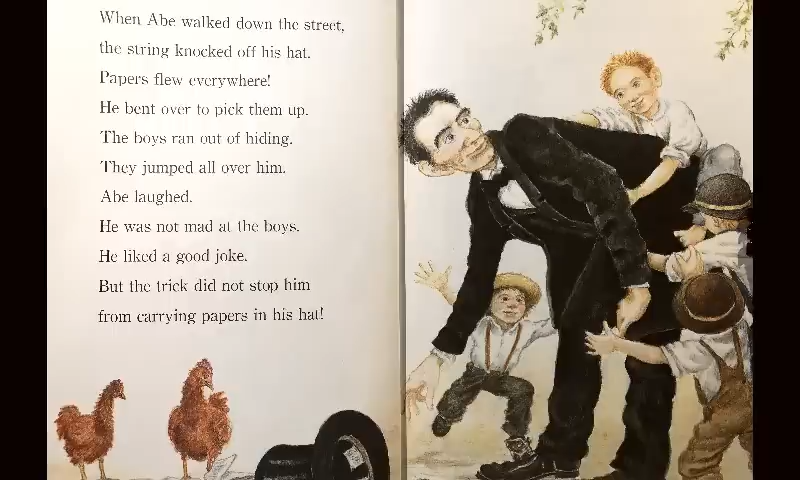 When Abe walked down the street,
the string knocked off his hat.
Papers flew everywhere!
He bent over to pick them up.
The boys ran out of hiding.
They jumped all over him.
Abe laughed.
He was not mad at the boys.
He liked a good joke.
But the trick did not stop him
from carrying papers in his hat!